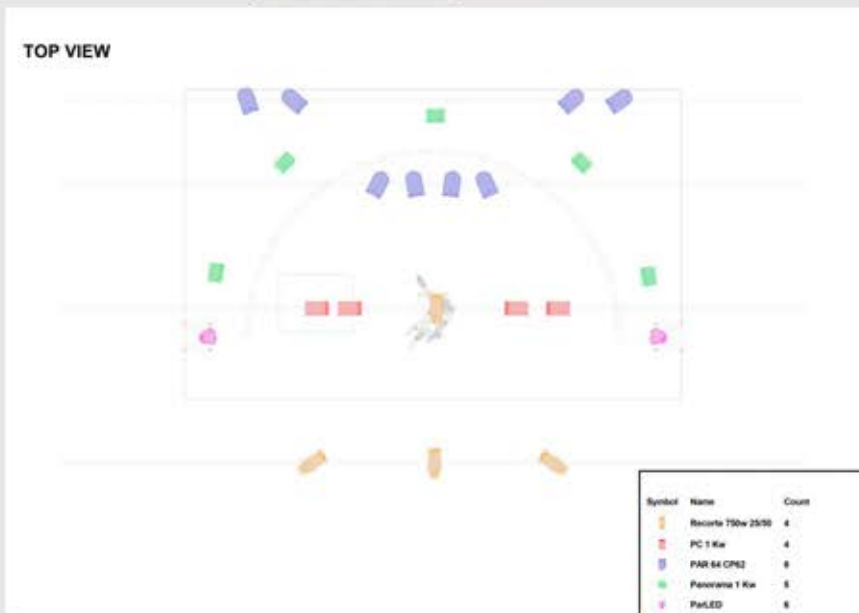 TOP VIEW
Symbol Name Count
Recorte 750w 25/50 4
PC 1 Kw 4
PAR 64 CP62 8
Panorama 1 Kw 5
ParLED 6